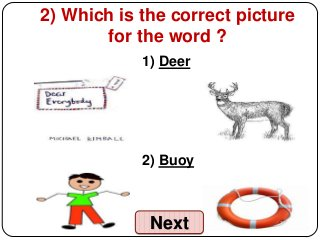 2) Which is the correct picture
for the word ?
1) Deer
Dear
Everybody
MICHAEL KIMBALL
2) Buoy
Next